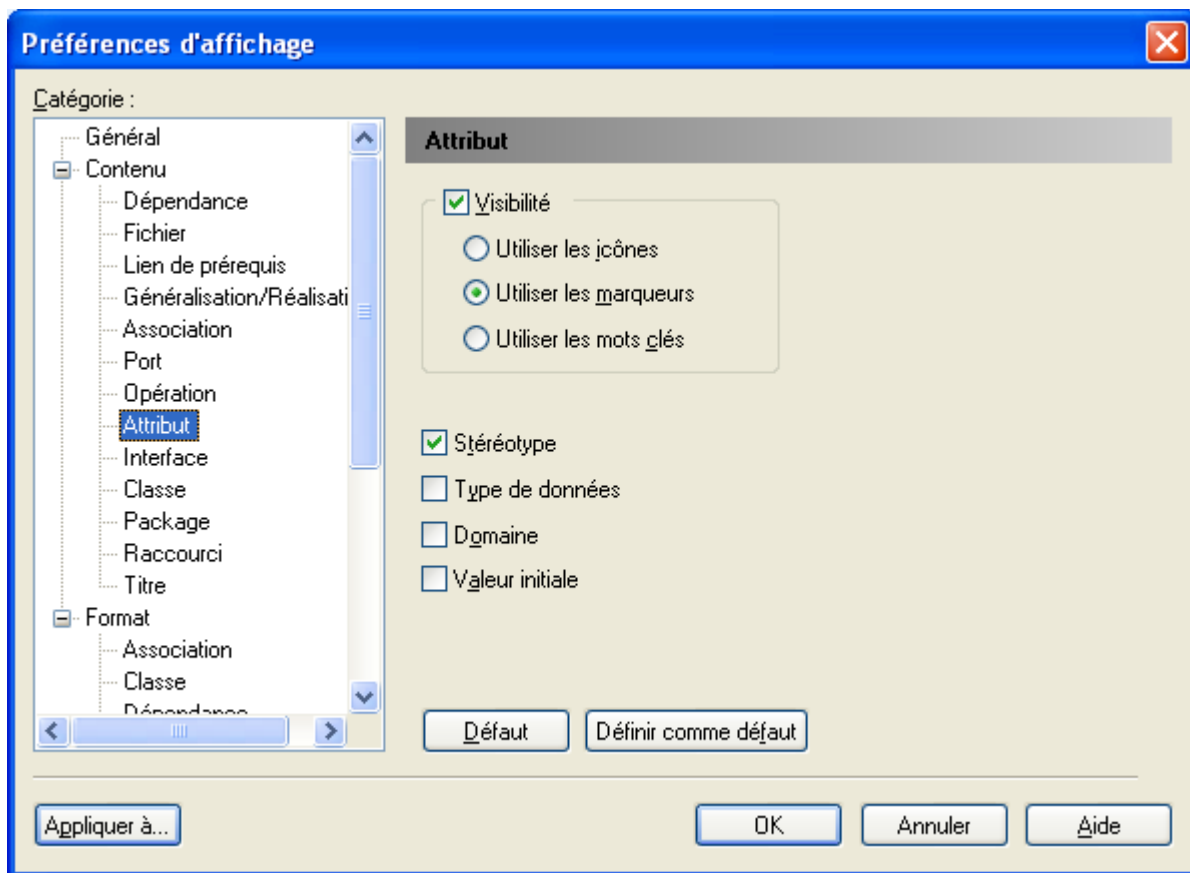 Préférences d'affichage
Catégorie :
Général
Contenu
Dépendance
Fichier
Lien de prérequis
Généralisation/Réalisati
Association
Port
Opération
Attribut
Interface
Classe
Package
Raccourci
Titre
Format
Association
Classe
Dépendance
Attribut
Visibilité
Utiliser les icônes
Utiliser les marqueurs
Utiliser les mots clés
Stéréotype
Type de données
Domaine
Valeur initiale
Défaut
Définir comme défaut
Appliquer à...
OK
Annuler
Aide